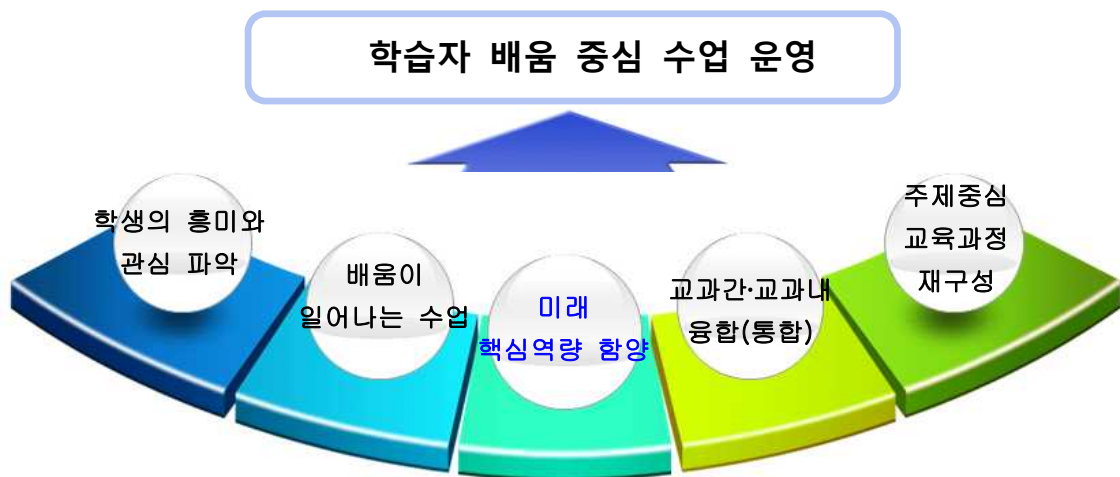 학습자 배움 중심 수업 운영
학생의 흥미와
관심 파악
배움이
일어나는 수업
미래
핵심역량 함양
교과간·교과내
융합(통합)
주제중심
교육과정
재구성